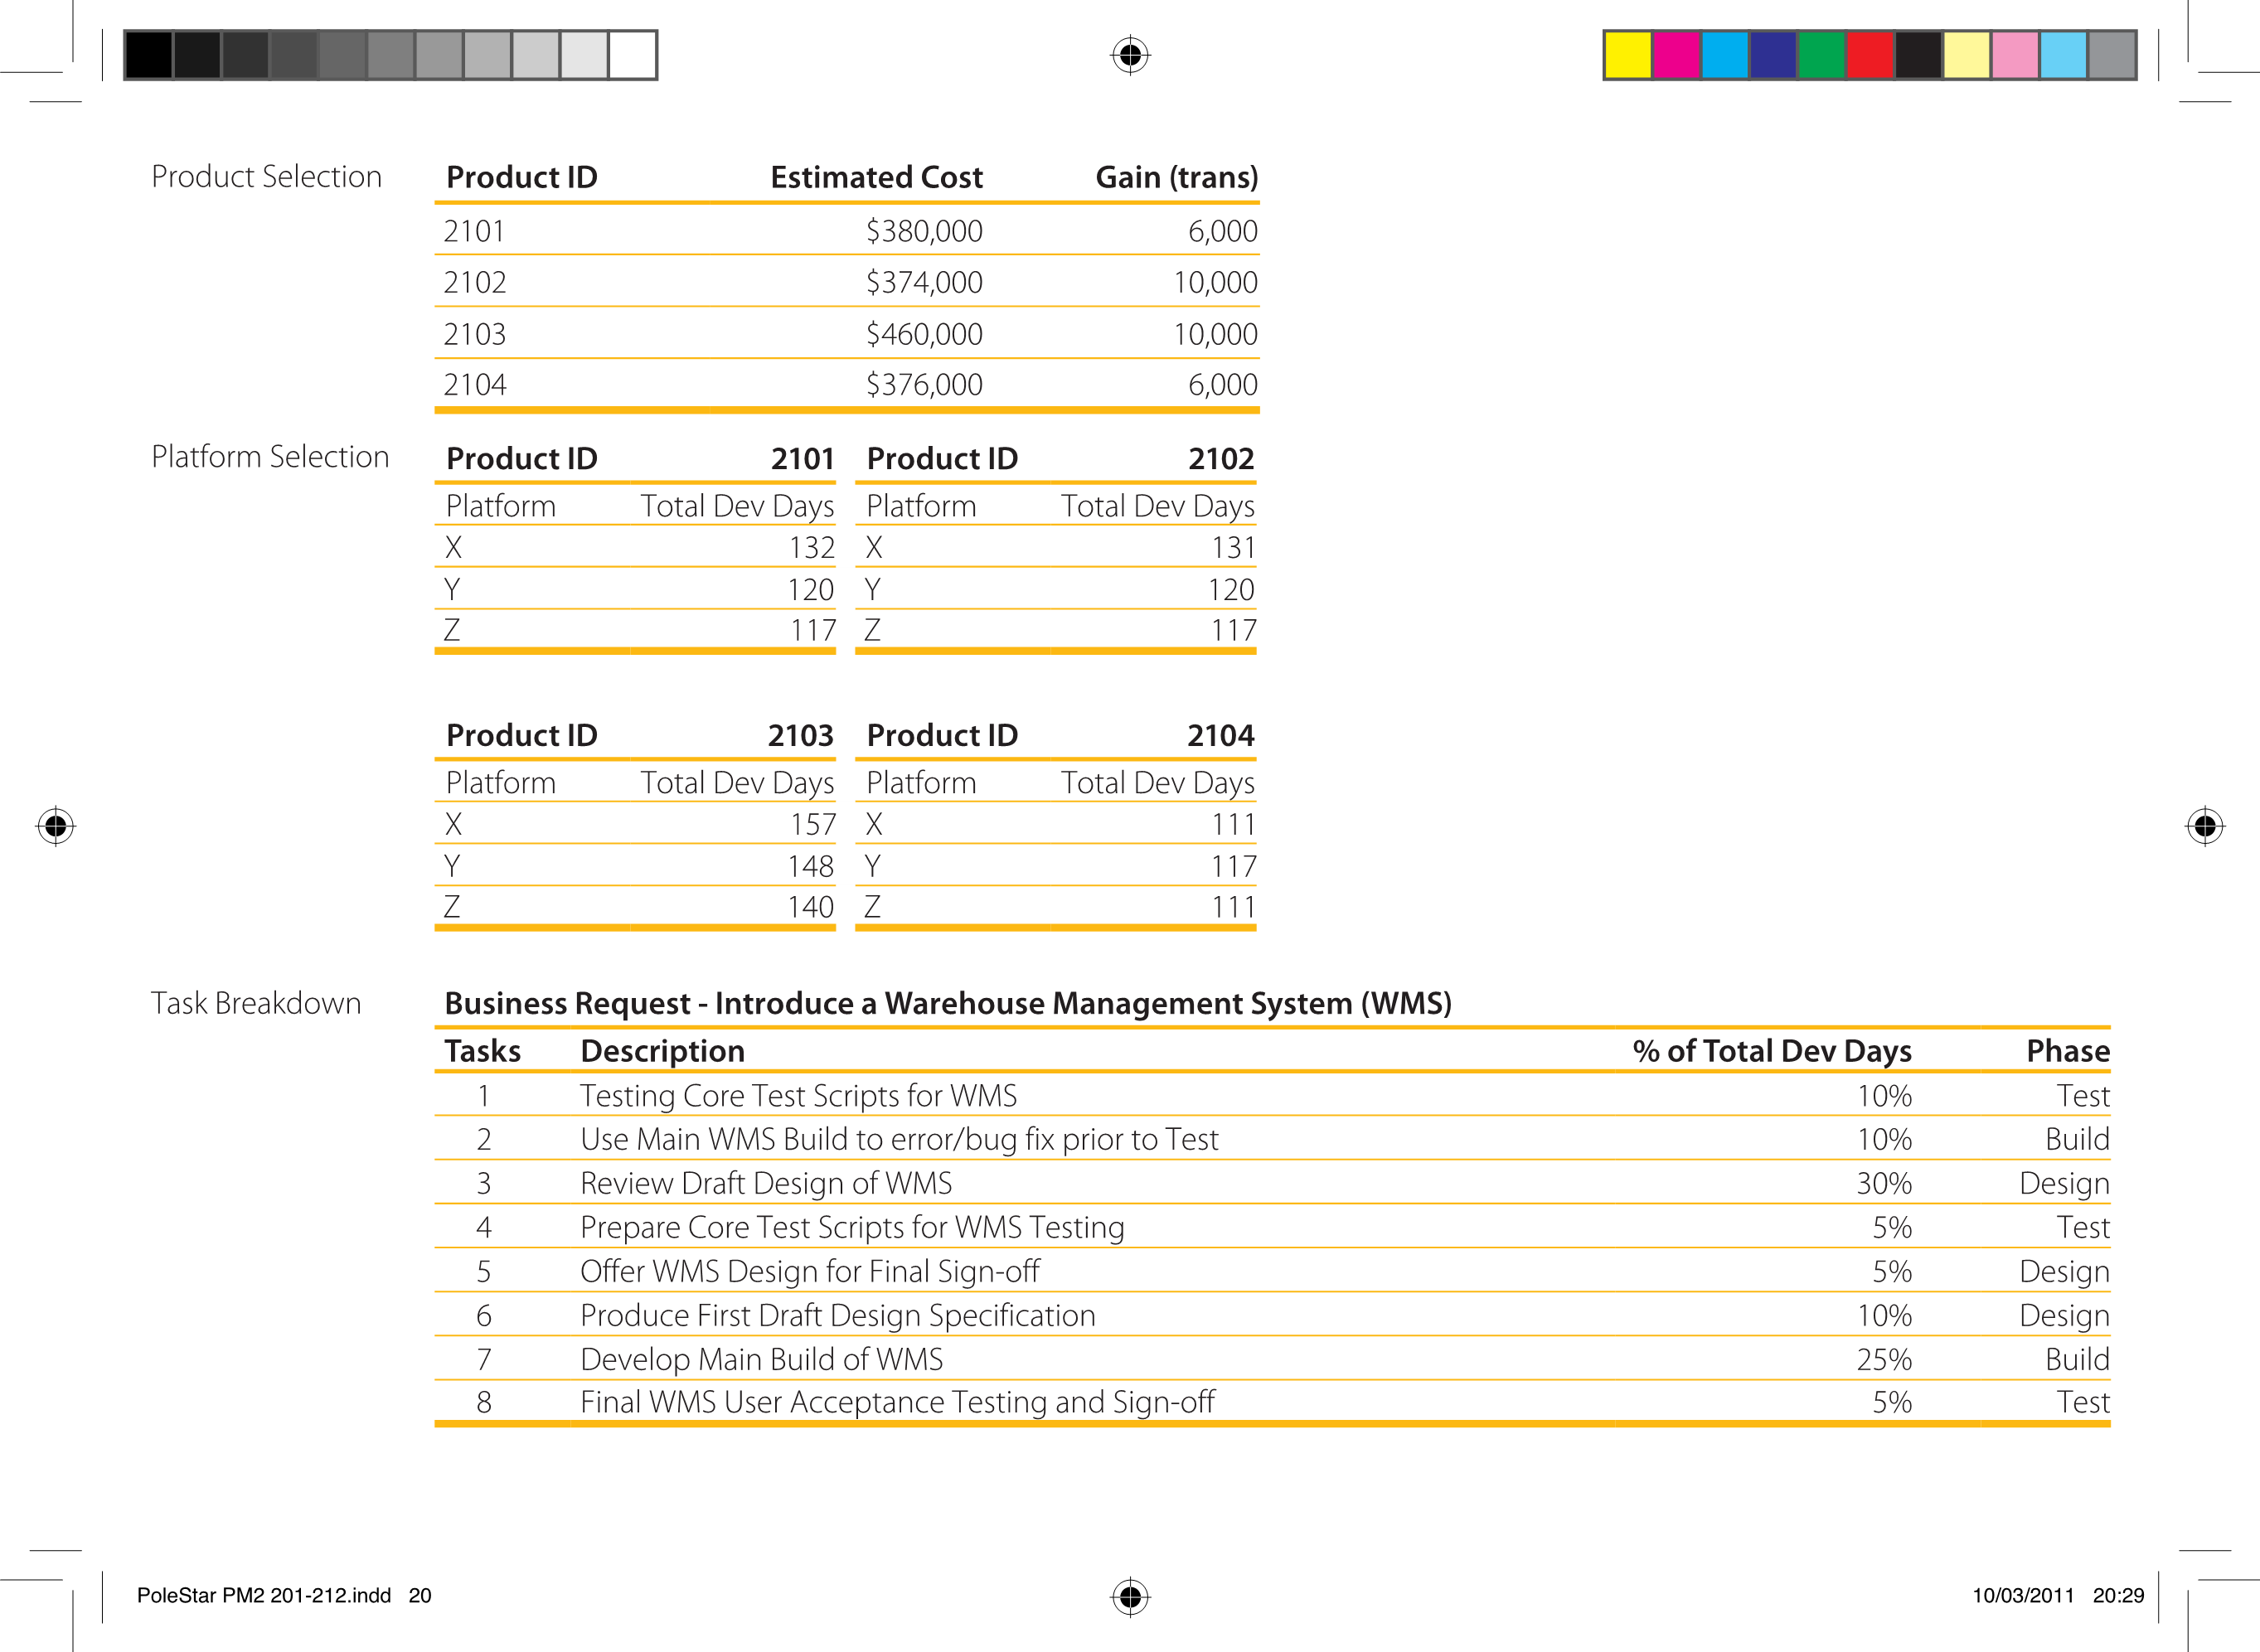 Product Selection Product ID Estimated Cost Gain (trans)
2101 $380,000 6,000
2102 $374,000 10,000
2103 $460,000 10,000
2104 $376,000 6,000
Platform Selection Product ID 2101 Product ID 2102
Platform Total Dev Days Platform Total Dev Days
X 132 X 131
Y 120 Y 120
Z 117 Z 117
Product ID 2103 Product ID 2104
Platform Total Dev Days Platform Total Dev Days
X 157 X 111
Y 148 Y 117
Z 140 Z 111
Task Breakdown Business Request - Introduce a Warehouse Management System (WMS)
Tasks Description % of Total Dev Days Phase
1 Testing Core Test Scripts for WMS 10% Test
2 Use Main WMS Build to error/bug fix prior to Test 10% Build
3 Review Draft Design of WMS 30% Design
4 Prepare Core Test Scripts for WMS Testing 5% Test
5 Offer WMS Design for Final Sign-off 5% Design
6 Produce First Draft Design Specification 10% Design
7 Develop Main Build of WMS 25% Build
8 Final WMS User Acceptance Testing and Sign-off 5% Test
PoleStar PM2 201-212.indd 20 10/03/2011 20:29